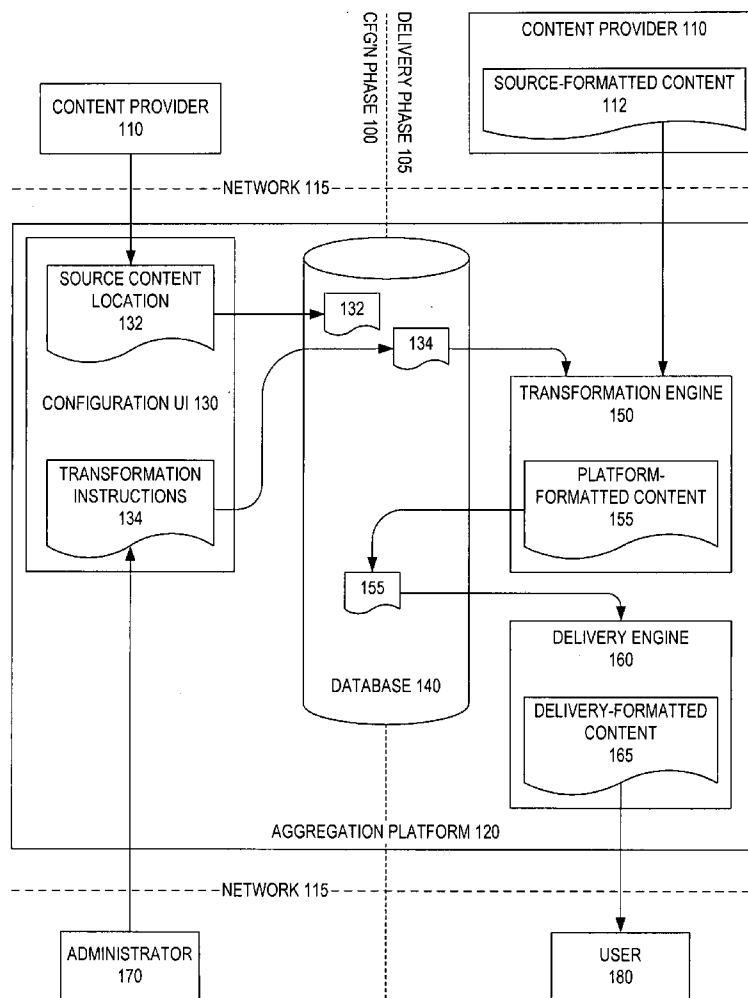 CFG'N PHASE 100
DELIVERY PHASE 105
CONTENT PROVIDER
110
CONTENT PROVIDER 110
SOURCE-FORMATTED CONTENT
112
NETWORK 115
SOURCE CONTENT
LOCATION
132
CONFIGURATION UI 130
TRANSFORMATION
INSTRUCTIONS
134
132
134
155
DATABASE 140
TRANSFORMATION ENGINE
150
PLATFORM-
FORMATTED CONTENT
155
DELIVERY ENGINE
160
DELIVERY-FORMATTED
CONTENT
165
AGGREGATION PLATFORM 120
NETWORK 115
ADMINISTRATOR
170
USER
180